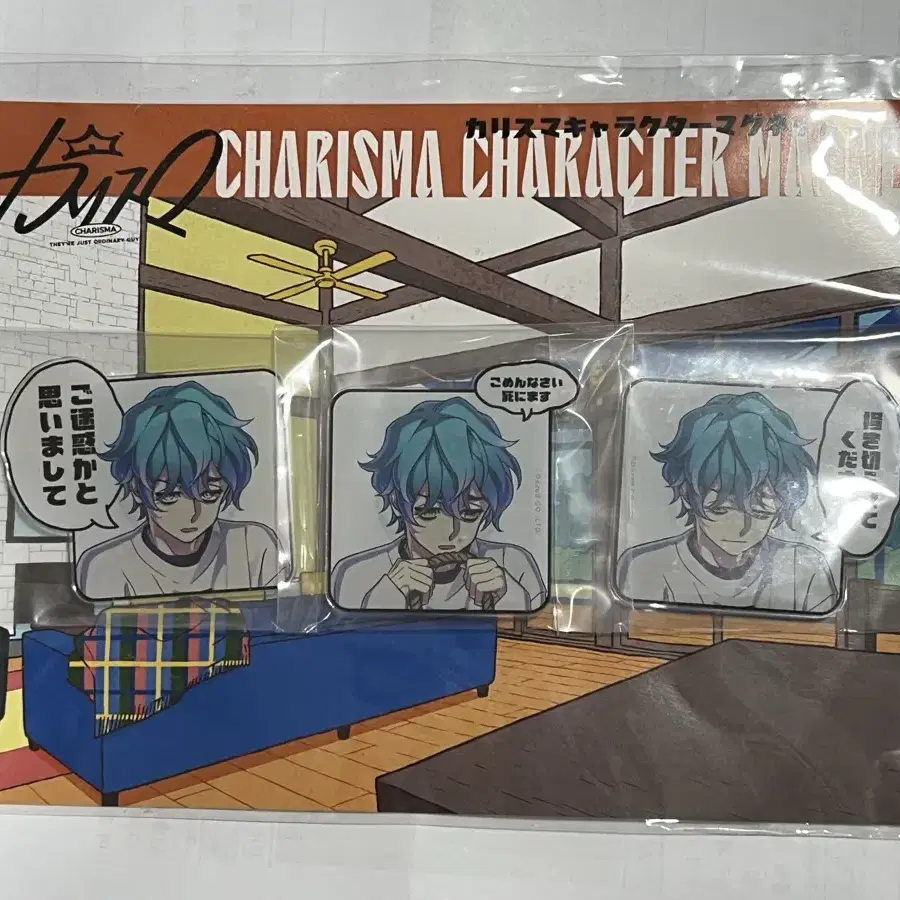 カリスマキャラクターマグネ
CHARISMA CHARACTER MAGNE
カリスマ
CHARISMA
THEY'RE JUST ORDINARY GUY
ご迷惑かと
思いまして
ごめんなさい
死にます